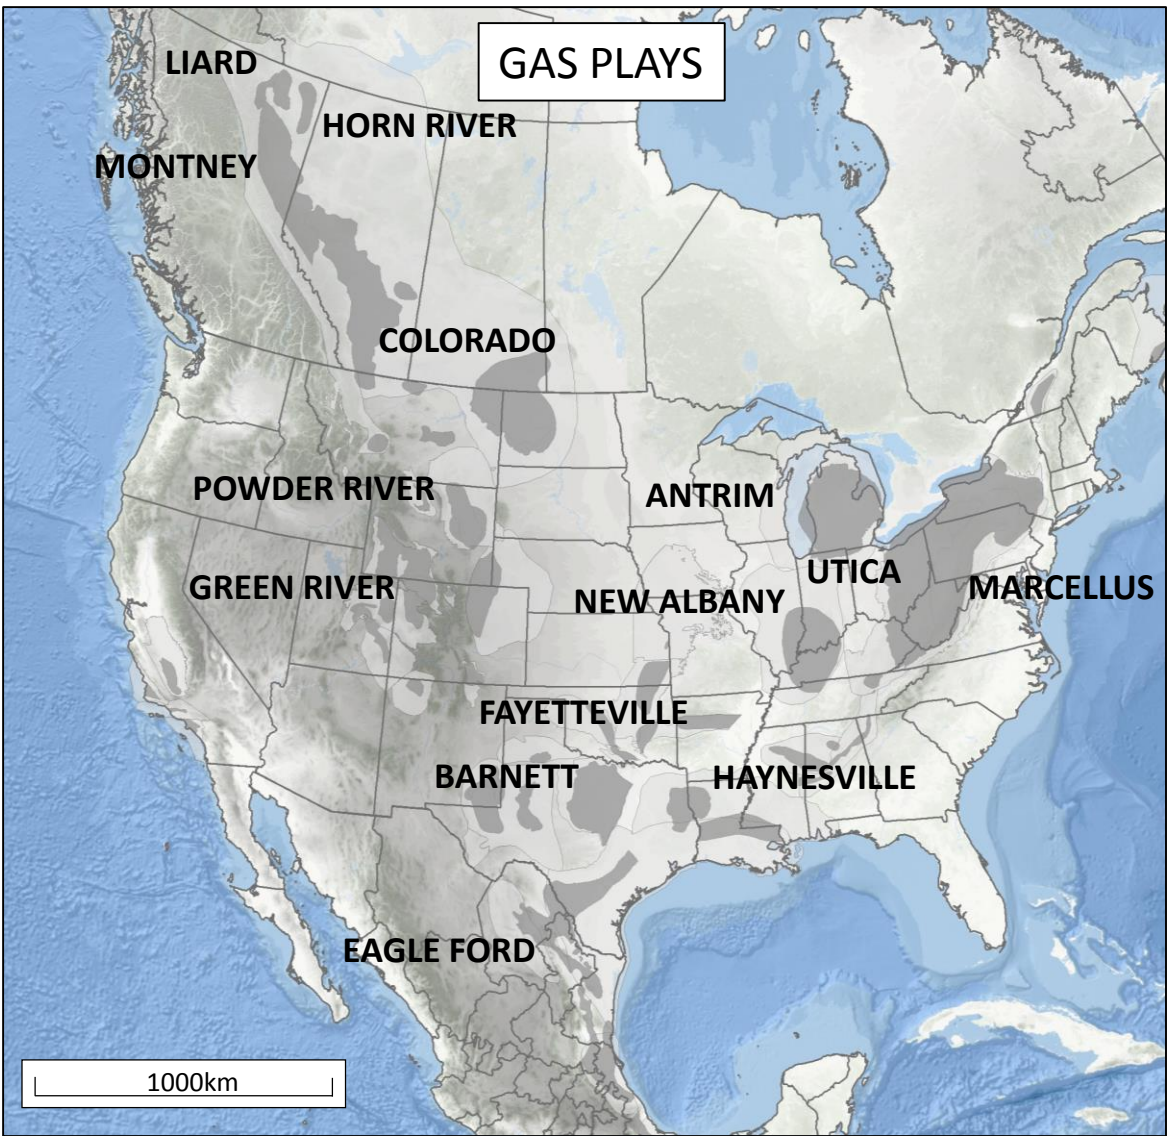 GAS PLAYS
LIARD
HORN RIVER
MONTNEY
COLORADO
POWDER RIVER
ANTRIM
UTICA
GREEN RIVER
NEW ALBANY
MARCELLUS
FAYETTEVILLE
BARNETT
HAYNESVILLE
EAGLE FORD
1000km